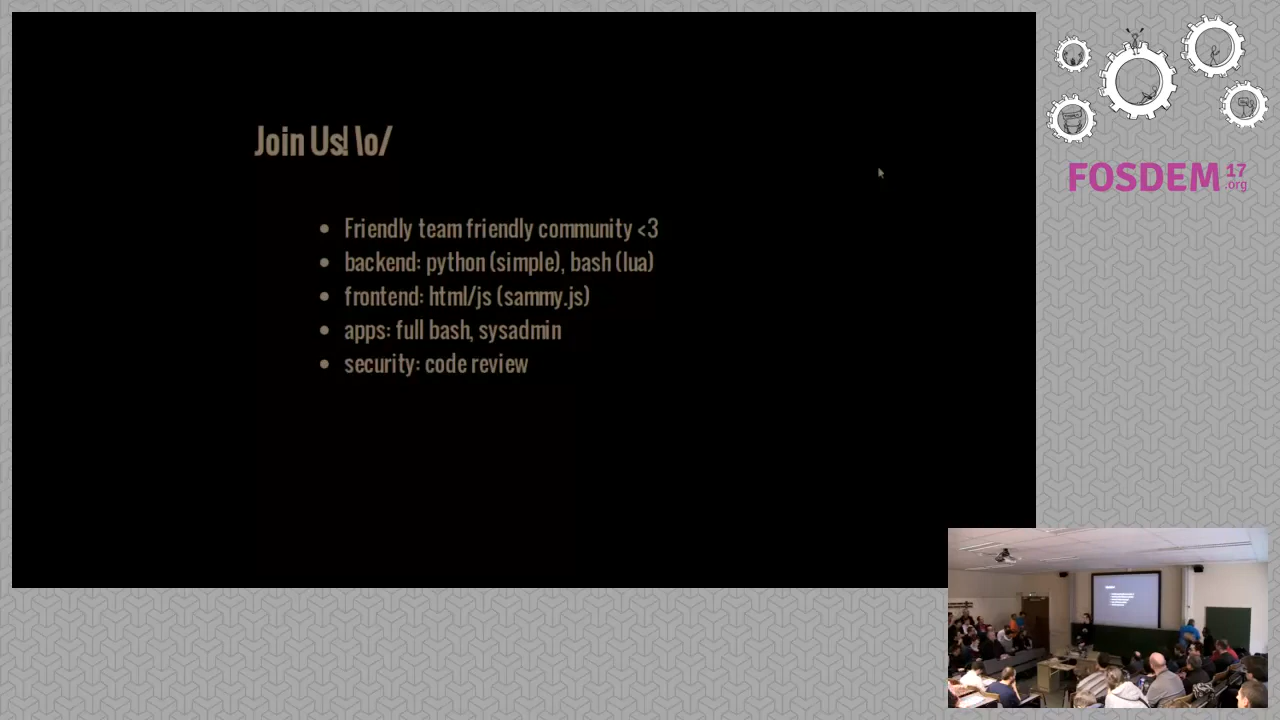 Join Us! \o/
Friendly team friendly community <3
backend: python (simple), bash (lua)
frontend: html/js (sammy.js)
apps: full bash, sysadmin
security: code review
FOSDEM 17
.org